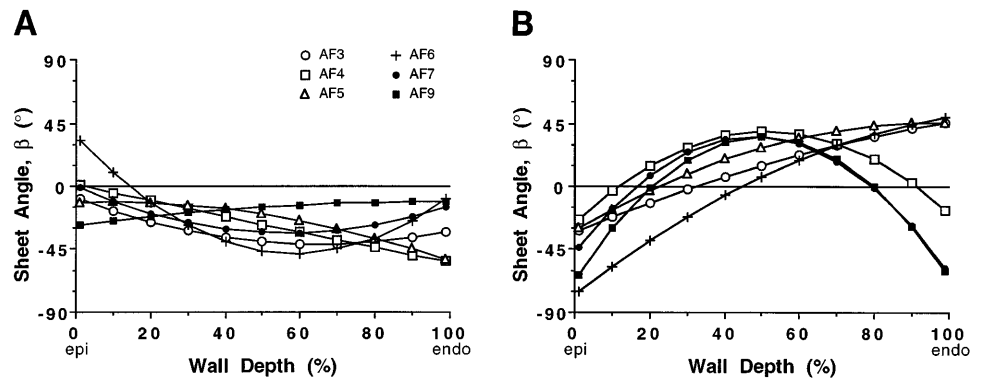 A
B
AF3
AF4
AF5
AF6
AF7
AF9
Sheet Angle, β (°)
90
45
0
-45
-90
0
20
40
60
80
100
epi
endo
Wall Depth (%)
Sheet Angle, β (°)
90
45
0
-45
-90
0
20
40
60
80
100
epi
endo
Wall Depth (%)